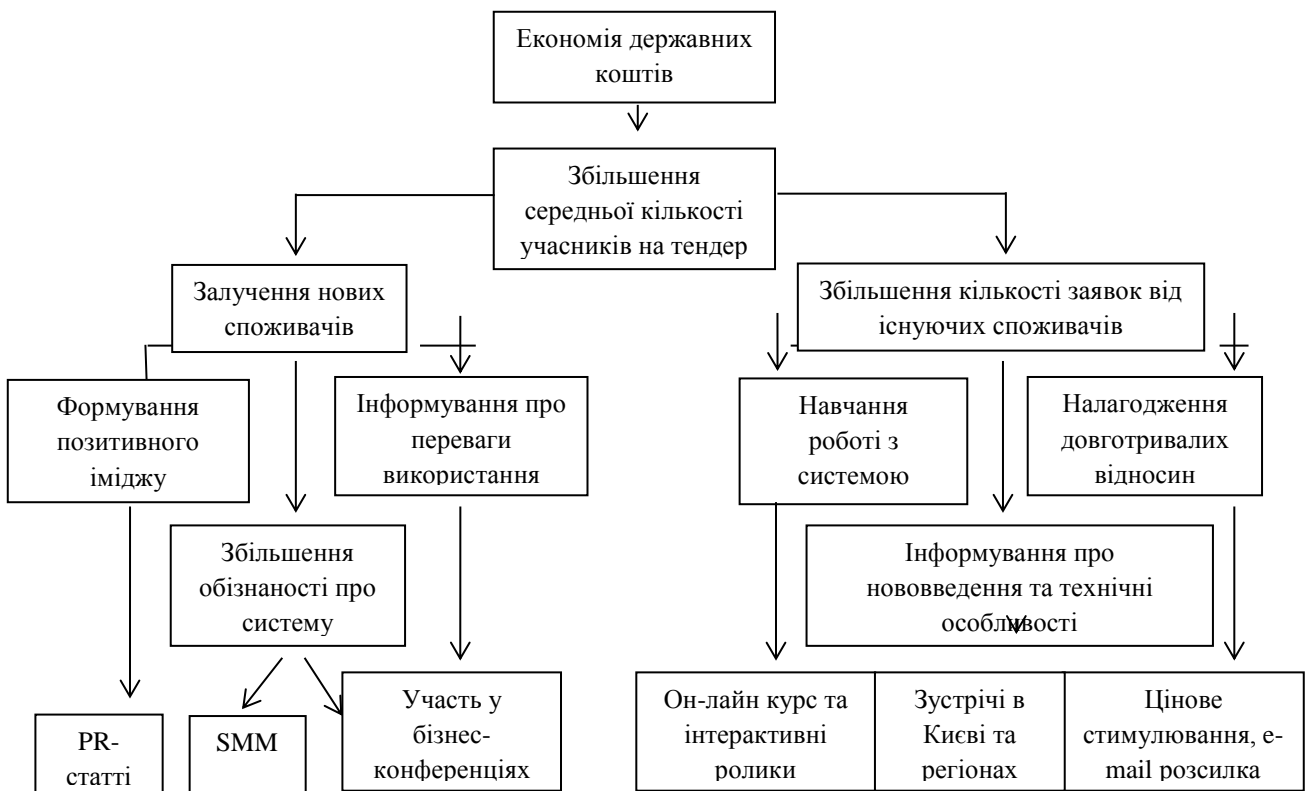 Економія державних
коштів
Збільшення
середньої кількості
учасників на тендер
Залучення нових
споживачів
Збільшення кількості заявок від
існуючих споживачів
Формування
позитивного
іміджу
Інформування про
переваги
використання
Навчання
роботі з
системою
Налагодження
довготривалих
відносин
Збільшення
обізнаності про
систему
Інформування про
нововведення та технічні
особливості
PR-
статті
SMM
Участь у
бізнес-
конференціях
Он-лайн курс та
інтерактивні
ролики
Зустрічі в
Києві та
регіонах
Цінове
стимулювання, e-
mail розсилка